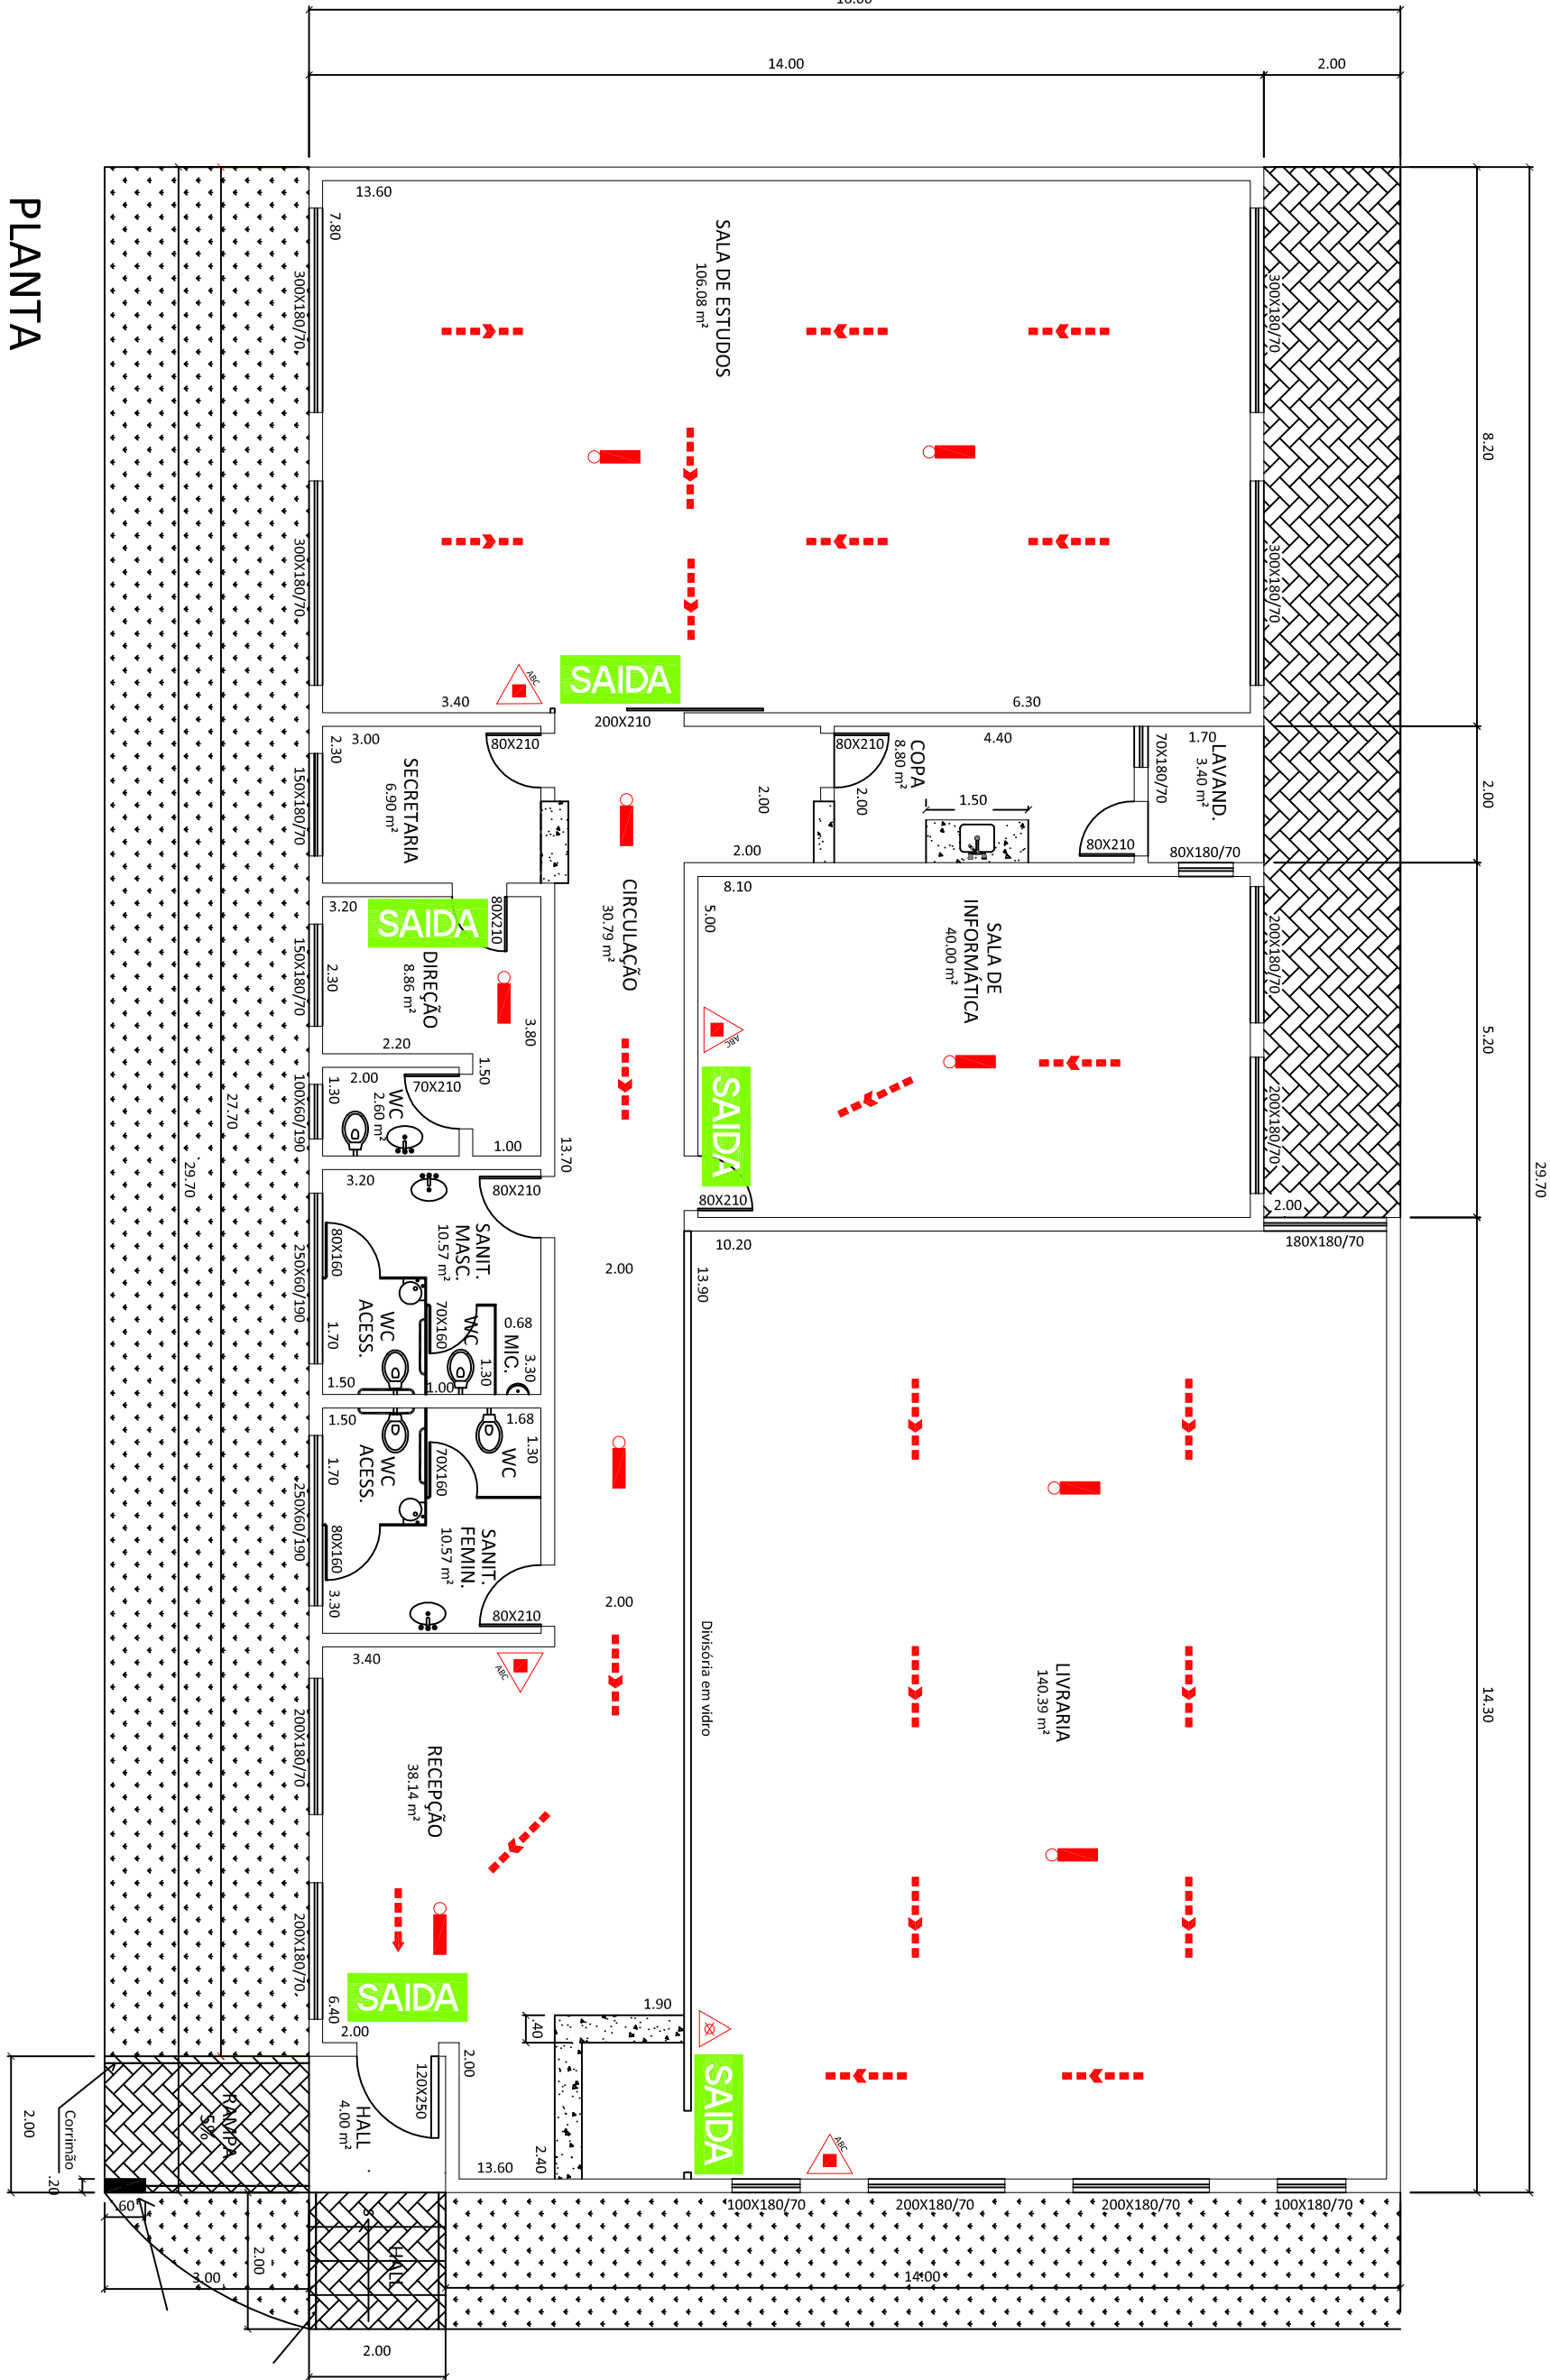 16.00
14.00
2.00
13.60
7.80
300X180/70
SALA DE ESTUDOS
106.08 m²
300X180/70
8.20
300X180/70
300X180/70
ABC
SAIDA
3.40
200X210
6.30
3.00
2.30
80X210
SECRETARIA
6.90 m²
150X180/70
80X210
COPA
8.80 m²
4.40
2.00
2.00
2.00
1.50
70X180/70
1.70
LAVAND.
3.40 m²
80X210
80X180/70
2.00
3.20
SAIDA
80X210
DIREÇÃO
8.86 m²
2.30
150X180/70
3.80
2.20
CIRCULAÇÃO
30.79 m²
8.10
5.00
SALA DE
INFORMÁTICA
40.00 m²
200X180/70
200X180/70
5.20
ABC
SAIDA
80X210
2.00
1.30
WC
2.60 m²
70X210
1.50
1.00
100X60/190
13.70
27.70
29.70
29.70
3.20
80X210
SANIT.
MASC.
10.57 m²
80X160
250X60/190
WC
ACESS.
1.70
1.50
70X160
WC
1.30
1.00
0.68
MIC.
3.30
2.00
10.20
13.90
2.00
180X180/70
1.50
1.70
WC
ACESS.
70X160
1.68
1.30
WC
80X160
250X60/190
3.30
SANIT.
FEMIN.
10.57 m²
80X210
2.00
3.40
ABC
Divisória em vidro
LIVRARIA
140.39 m²
14.30
RECEPÇÃO
38.14 m²
200X180/70
200X180/70
6.40
SAIDA
2.00
2.00
1.90
.40
120X250
HALL
4.00 m²
2.40
13.60
SAIDA
ABC
RAMPA
5%
Corrimão
2.00
.20
.60
100X180/70
200X180/70
200X180/70
100X180/70
2.00
3.00
S
HALL
14.00
2.00
PLANTA